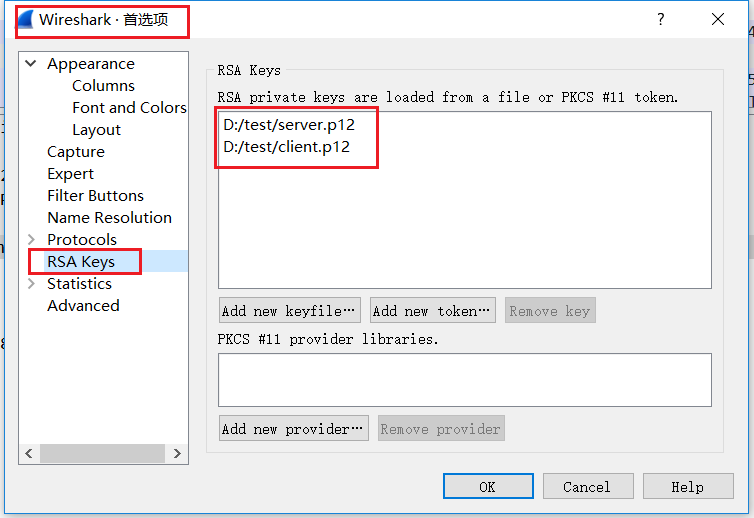 Wireshark · 首选项
?
Appearance
Columns
Font and Colors
Layout
Capture
Expert
Filter Buttons
Name Resolution
Protocols
RSA Keys
Statistics
Advanced
RSA Keys
RSA private keys are loaded from a file or PKCS #11 token.
D:/test/server.p12
D:/test/client.p12
Add new keyfile… Add new token… Remove key
PKCS #11 provider libraries.
Add new provider… Remove provider
OK Cancel Help